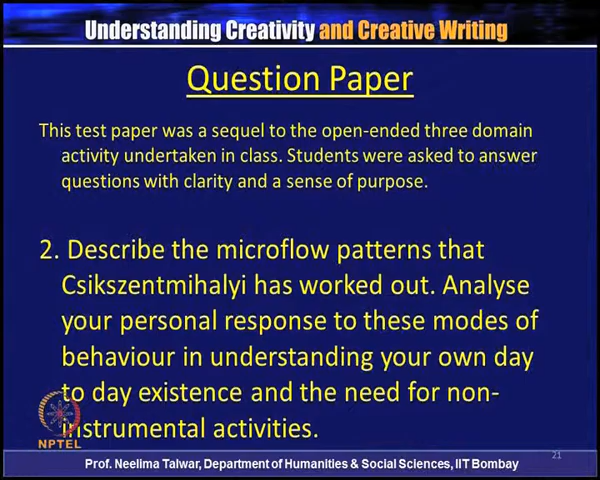 Understanding Creativity and Creative Writing
Question Paper
This test paper was a sequel to the open-ended three domain
activity undertaken in class. Students were asked to answer
questions with clarity and a sense of purpose.
2. Describe the microflow patterns that
Csikszentmihalyi has worked out. Analyse
your personal response to these modes of
behaviour in understanding your own day
to day existence and the need for non-
instrumental activities.
NPTEL
21
Prof. Neelima Talwar, Department of Humanities & Social Sciences, IIT Bombay